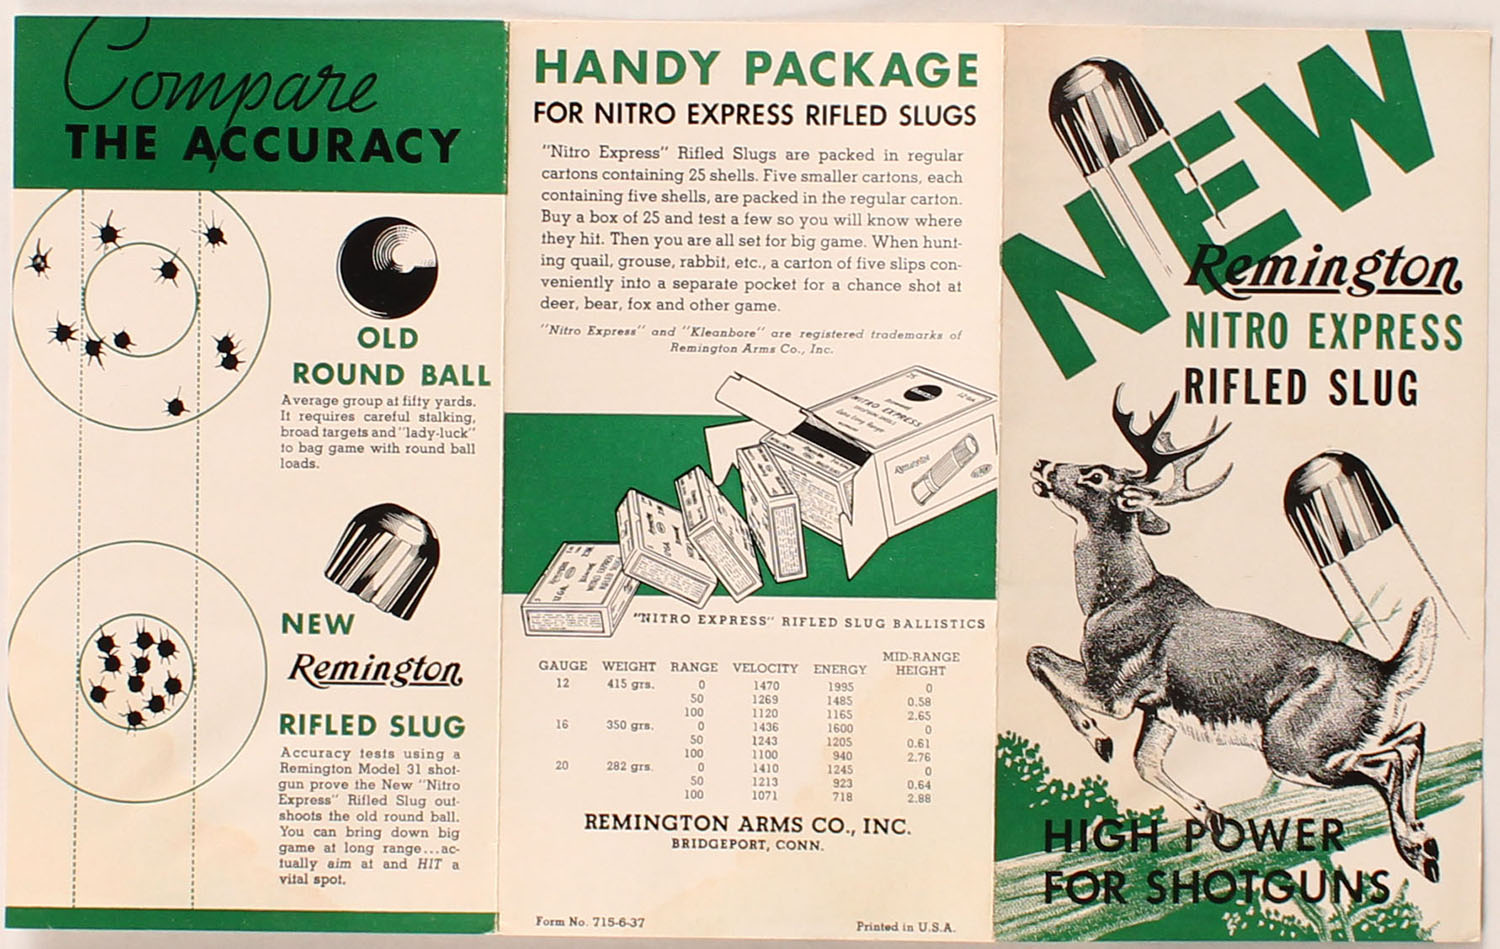 Compare
THE ACCURACY
OLD
ROUND BALL
Average group at fifty yards.
It requires careful stalking,
broad targets and "lady-luck"
to bag game with round ball
loads.
NEW
Remington
RIFLED SLUG
Accuracy tests using a
Remington Model 31 shot-
gun prove the New "Nitro
Express" Rifled Slug out-
shoots the old round ball.
You can bring down big
game at long range...ac-
tually aim at and HIT a
vital spot.
HANDY PACKAGE
FOR NITRO EXPRESS RIFLED SLUGS
"Nitro Express" Rifled Slugs are packed in regular
cartons containing 25 shells. Five smaller cartons, each
containing five shells, are packed in the regular carton.
Buy a box of 25 and test a few so you will know where
they hit. Then you are all set for big game. When hunt-
ing quail, grouse, rabbit, etc., a carton of five slips con-
veniently into a separate pocket for a chance shot at
deer, bear, fox and other game.
"Nitro Express" and "Kleanbore" are registered trademarks of
Remington Arms Co., Inc.
25
12 GA.
NITRO EXPRESS
Extra Long Range
Remington
12 GA.
"NITRO EXPRESS" RIFLED SLUG BALLISTICS
GAUGE WEIGHT RANGE VELOCITY ENERGY MID-RANGE HEIGHT
12 415 grs. 0 1470 1995 0
50 1269 1485 0.58
100 1120 1165 2.65
16 350 grs. 0 1436 1600 0
50 1243 1205 0.61
100 1100 940 2.76
20 282 grs. 0 1410 1245 0
50 1213 923 0.64
100 1071 718 2.88
REMINGTON ARMS CO., INC.
BRIDGEPORT, CONN.
Form No. 715-6-37
Printed in U.S.A.
NEW
Remington
NITRO EXPRESS
RIFLED SLUG
HIGH POWER
FOR SHOTGUNS